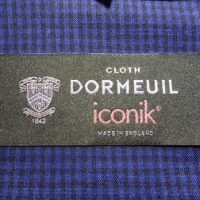 CLOTH
DORMEUIL
iconik®
MADE IN ENGLAND
1842